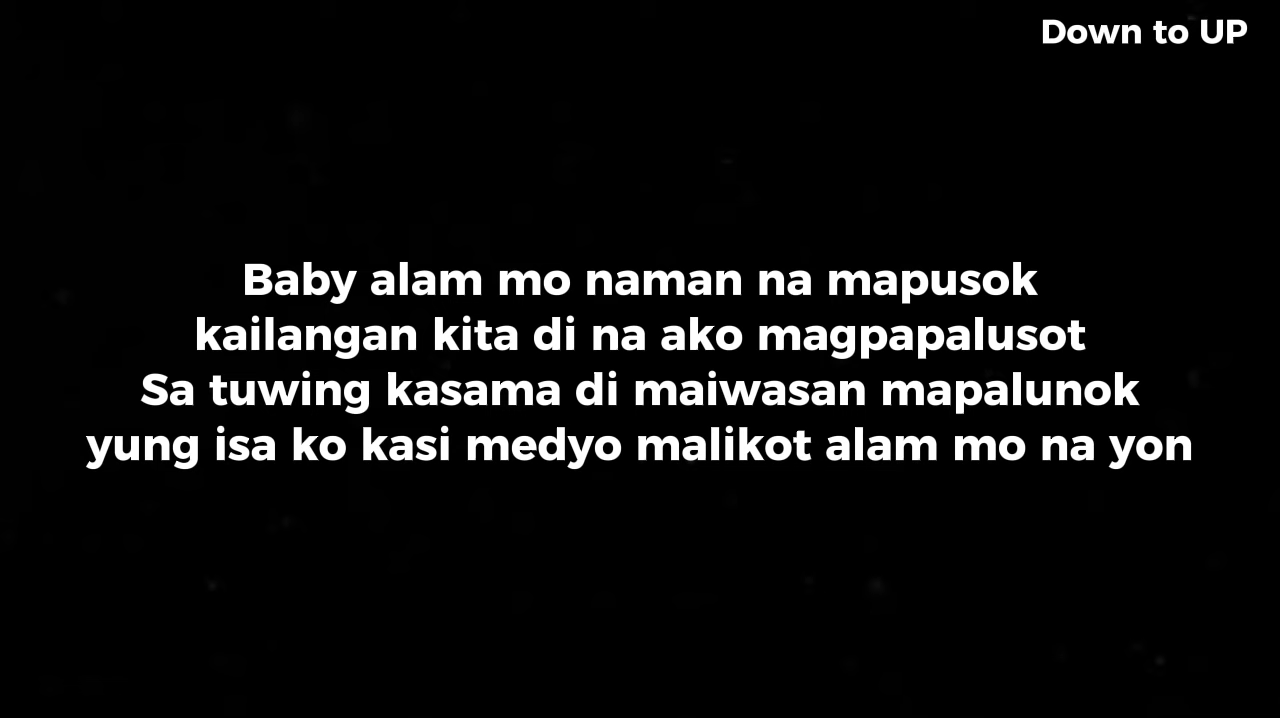 Down to UP
Baby alam mo naman na mapusok
kailangan kita di na ako magpapalusot
Sa tuwing kasama di maiwasan mapalunok
yung isa ko kasi medyo malikot alam mo na yon